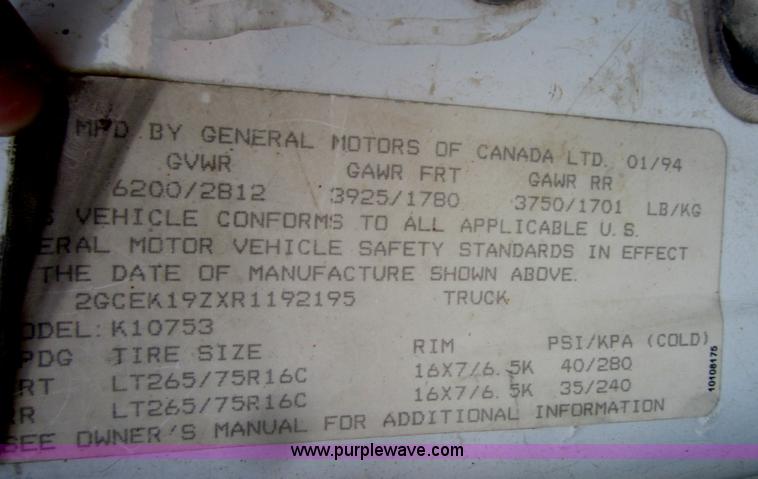 MFD BY GENERAL MOTORS OF CANADA LTD. 01/94
GVWR GAWR FRT GAWR RR
6200/2812 3925/1780 3750/1701 LB/KG
S VEHICLE CONFORMS TO ALL APPLICABLE U.S.
ERAL MOTOR VEHICLE SAFETY STANDARDS IN EFFECT
THE DATE OF MANUFACTURE SHOWN ABOVE.
2GCEK19ZXR1192195 TRUCK
ODEL: K10753
PDG TIRE SIZE RIM PSI/KPA (COLD)
RT LT265/75R16C 16X7/6.5K 40/280
RR LT265/75R16C 16X7/6.5K 35/240
SEE OWNER'S MANUAL FOR ADDITIONAL INFORMATION
10108175
www.purplewave.com